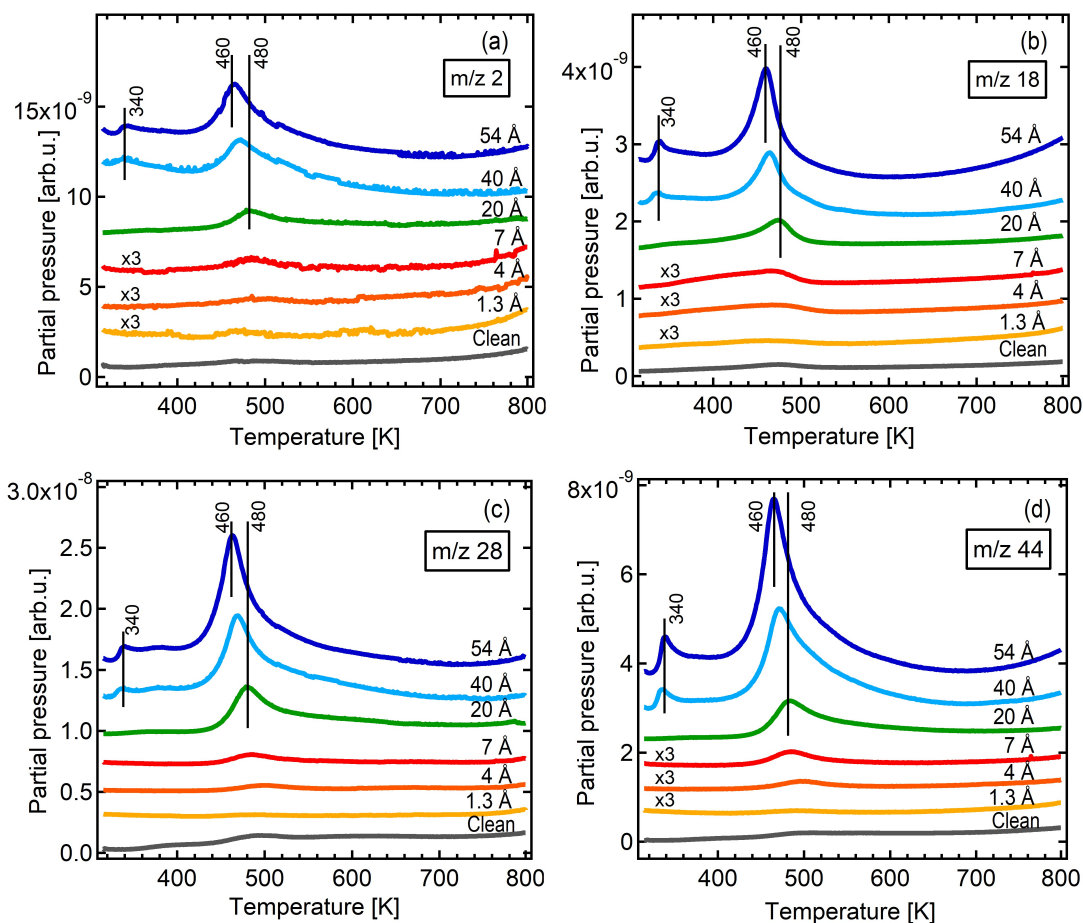 (a)
m/z 2
460
480
340
15x10⁻⁹
10
5
0
Partial pressure [arb.u.]
54 Å
40 Å
20 Å
7 Å
x3
4 Å
x3
1.3 Å
x3
Clean
400 500 600 700 800
Temperature [K]
(b)
m/z 18
460
480
340
4x10⁻⁹
3
2
1
0
Partial pressure [arb.u.]
54 Å
40 Å
20 Å
7 Å
x3
4 Å
x3
1.3 Å
x3
Clean
400 500 600 700 800
Temperature [K]
(c)
m/z 28
460
480
340
3.0x10⁻⁸
2.5
2.0
1.5
1.0
0.5
0.0
Partial pressure [arb.u.]
54 Å
40 Å
20 Å
7 Å
4 Å
1.3 Å
Clean
400 500 600 700 800
Temperature [K]
(d)
m/z 44
460
480
340
8x10⁻⁹
6
4
2
0
Partial pressure [arb.u.]
54 Å
40 Å
20 Å
7 Å
x3
4 Å
x3
1.3 Å
x3
Clean
400 500 600 700 800
Temperature [K]